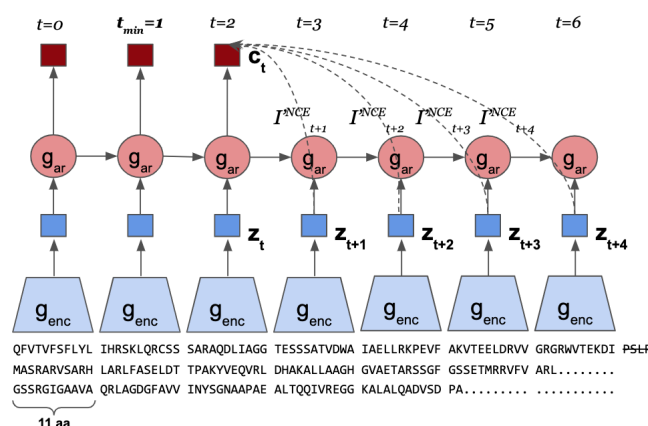 t=0 t_min=1 t=2 t=3 t=4 t=5 t=6
c_t
I^NCE_t+1 I^NCE_t+2 I^NCE_t+3 I^NCE_t+4
g_ar g_ar g_ar g_ar g_ar g_ar g_ar
z_t z_t+1 z_t+2 z_t+3 z_t+4
g_enc g_enc g_enc g_enc g_enc g_enc g_enc
QFVTVFSFLYL IHRSKLQRCSS SARAQDLIAGG TESSSATVDWA IAELLRKPEVF AKVTEELDRVV GRGRWVTEKDI
MASRARVSARH LARLFASELDT TPAKYVEQVRL DHAKALLAAGH GVAETARSSGF GSSETMRRVFVR ARL........
GSSRGIGAAVA QRLAGDGFAVV INYSGNAAPAE ALTQQIVREGG KALALQADVSD PA......... ...........
11 aa